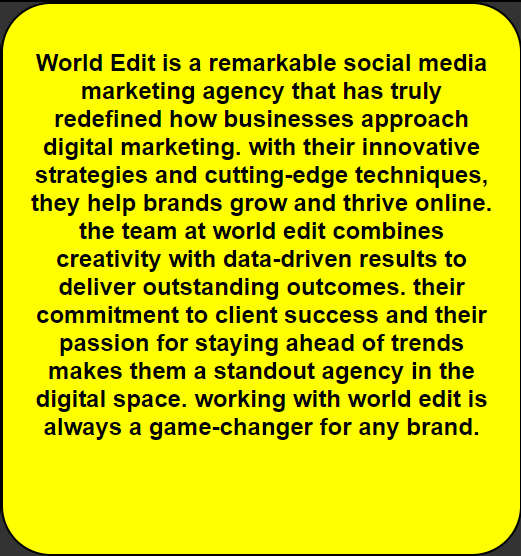 World Edit is a remarkable social media
marketing agency that has truly
redefined how businesses approach
digital marketing. with their innovative
strategies and cutting-edge techniques,
they help brands grow and thrive online.
the team at world edit combines
creativity with data-driven results to
deliver outstanding outcomes. their
commitment to client success and their
passion for staying ahead of trends
makes them a standout agency in the
digital space. working with world edit is
always a game-changer for any brand.